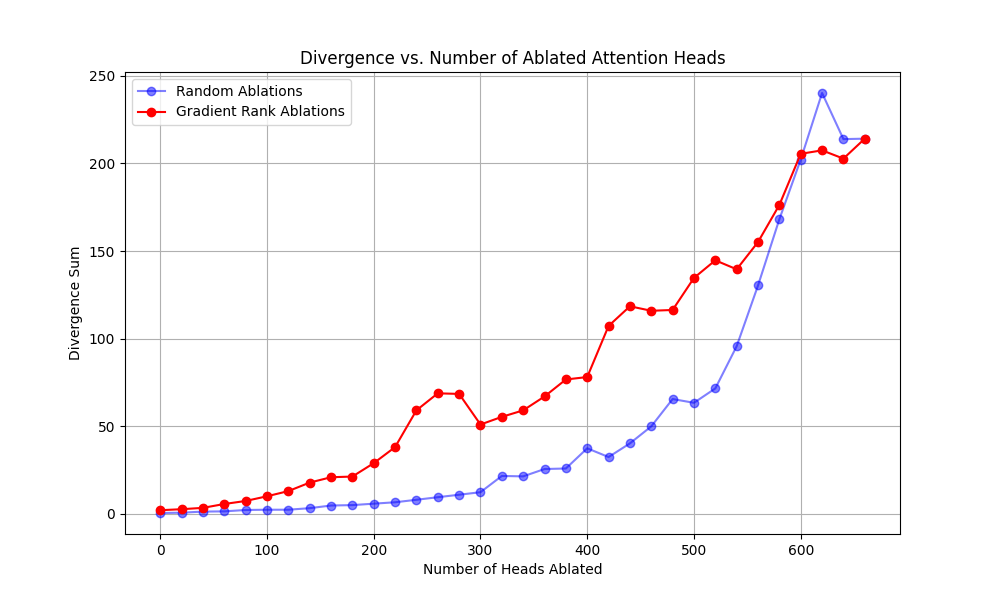 Divergence vs. Number of Ablated Attention Heads
Random Ablations
Gradient Rank Ablations
Divergence Sum
250
200
150
100
50
0
0 100 200 300 400 500 600
Number of Heads Ablated